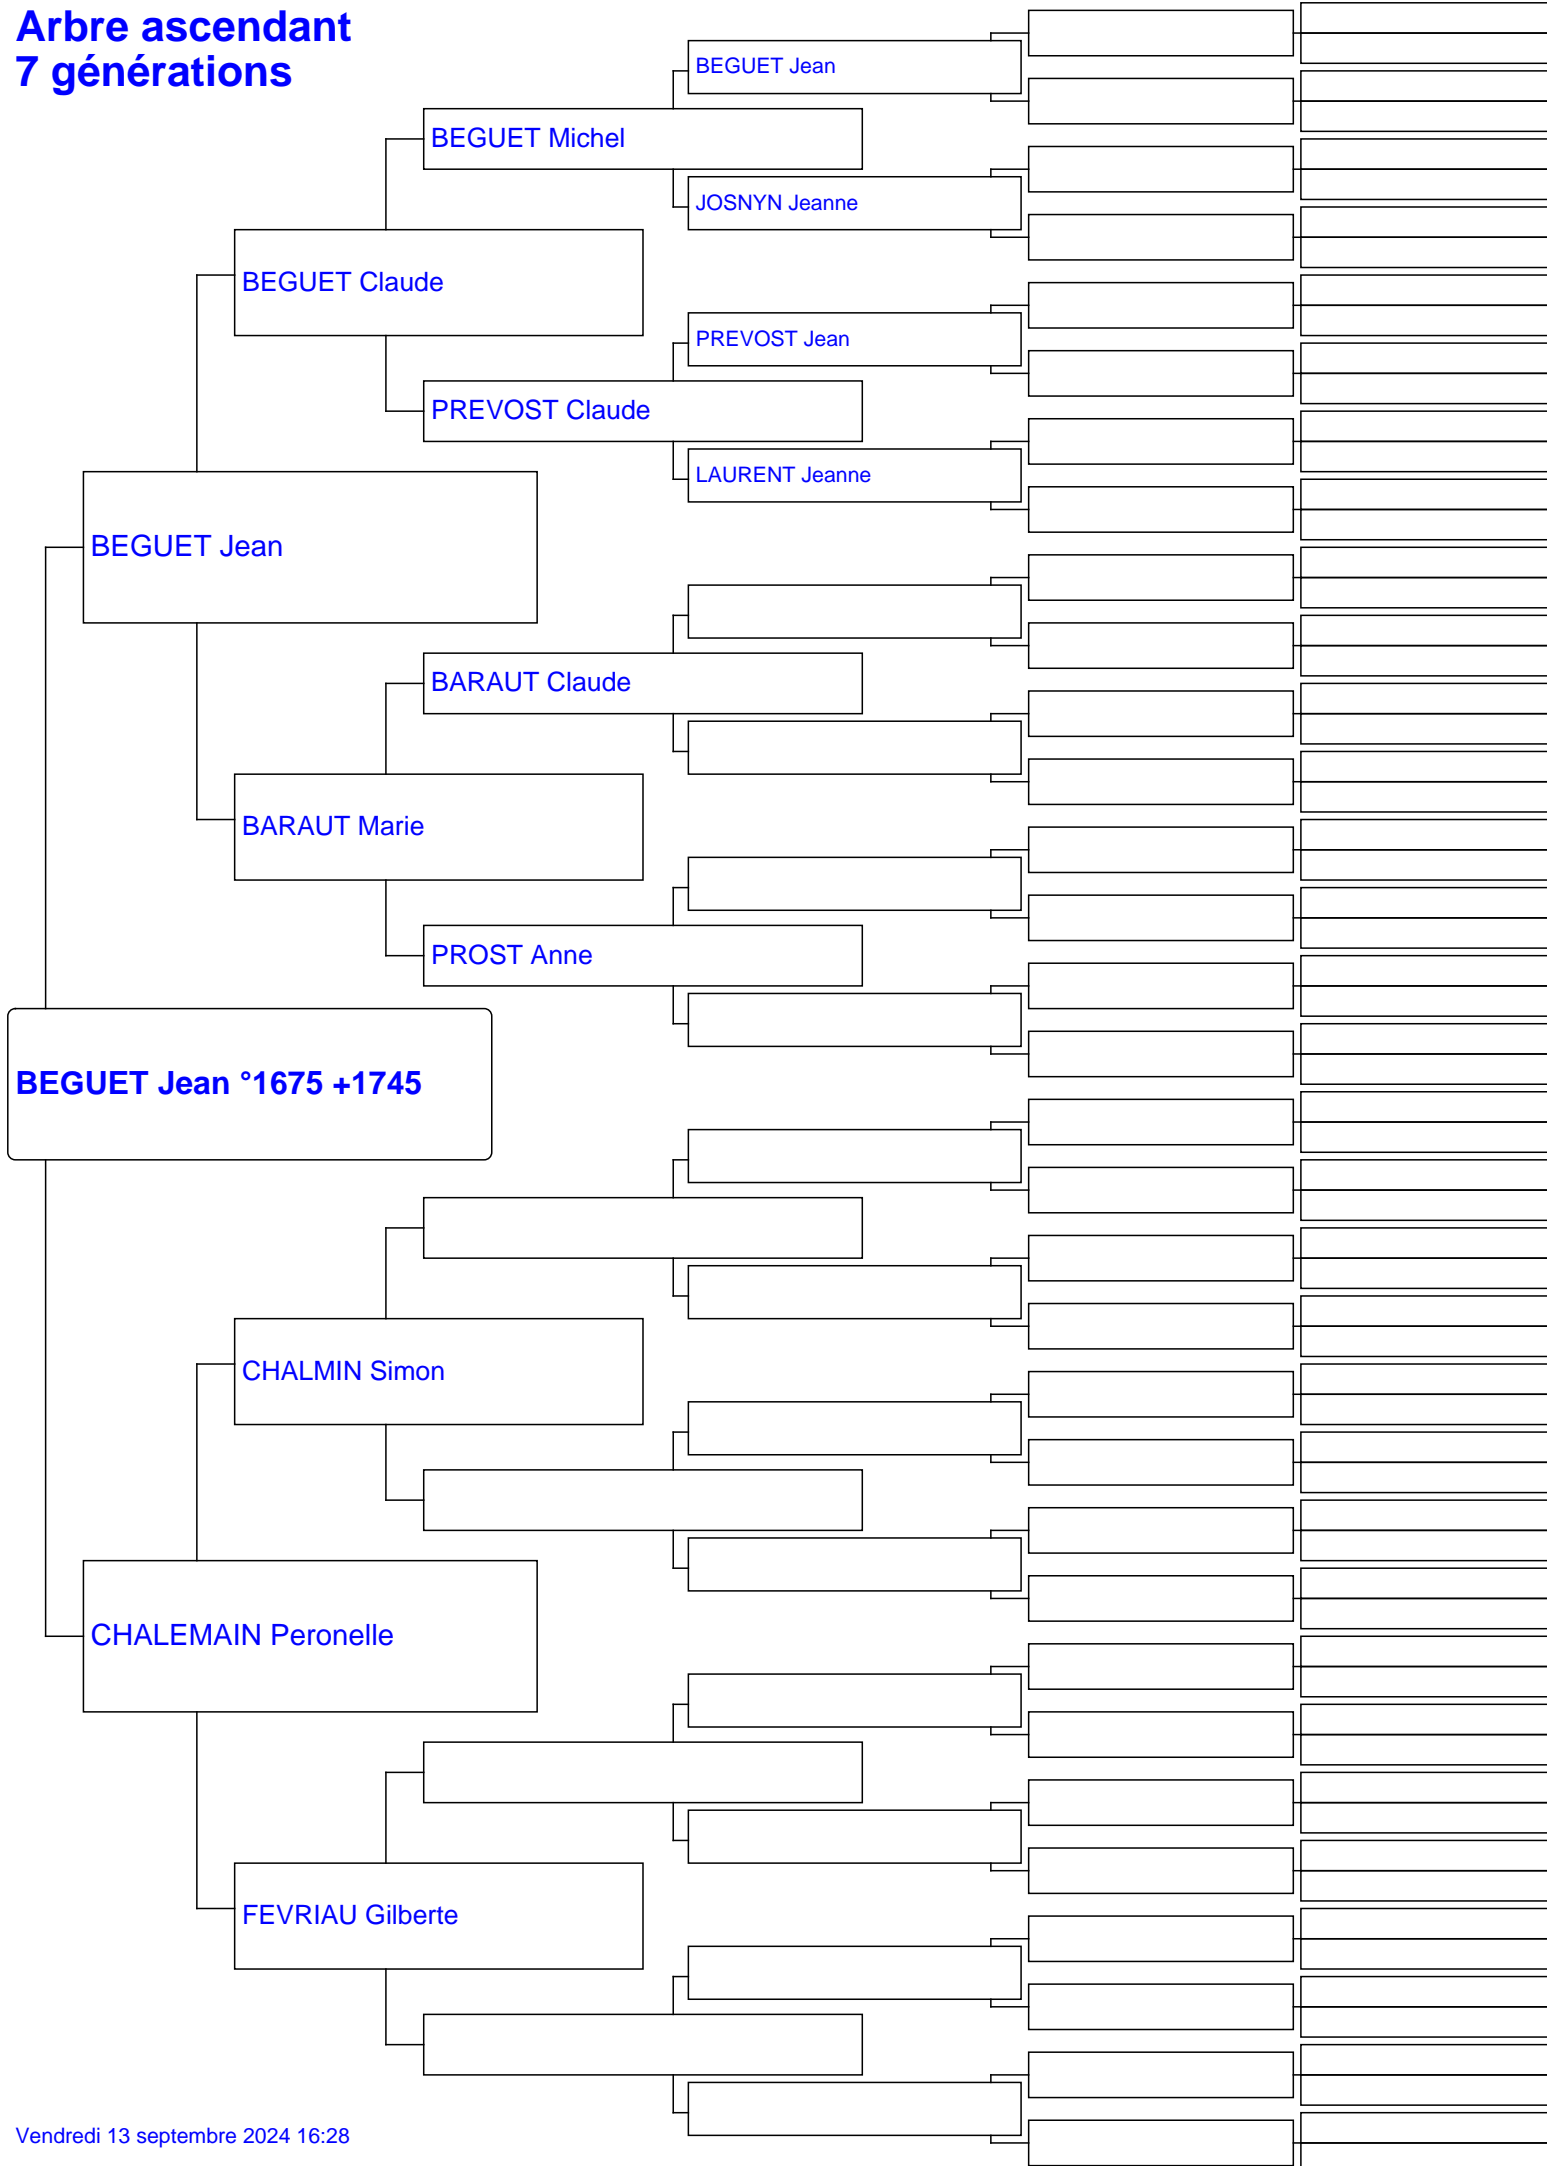 Arbre ascendant
7 générations
BEGUET Jean
BEGUET Michel
JOSNYN Jeanne
BEGUET Claude
PREVOST Jean
PREVOST Claude
LAURENT Jeanne
BEGUET Jean
BARAUT Claude
BARAUT Marie
PROST Anne
BEGUET Jean °1675 +1745
CHALMIN Simon
CHALEMAIN Peronelle
FEVRIAU Gilberte
Vendredi 13 septembre 2024 16:28